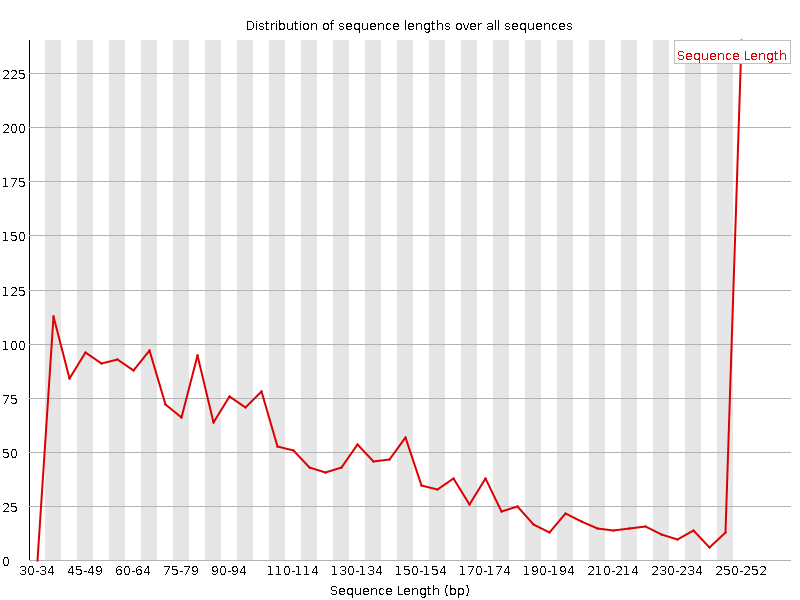 Distribution of sequence lengths over all sequences
Sequence Length
225
200
175
150
125
100
75
50
25
0
30-34 45-49 60-64 75-79 90-94 110-114 130-134 150-154 170-174 190-194 210-214 230-234 250-252
Sequence Length (bp)